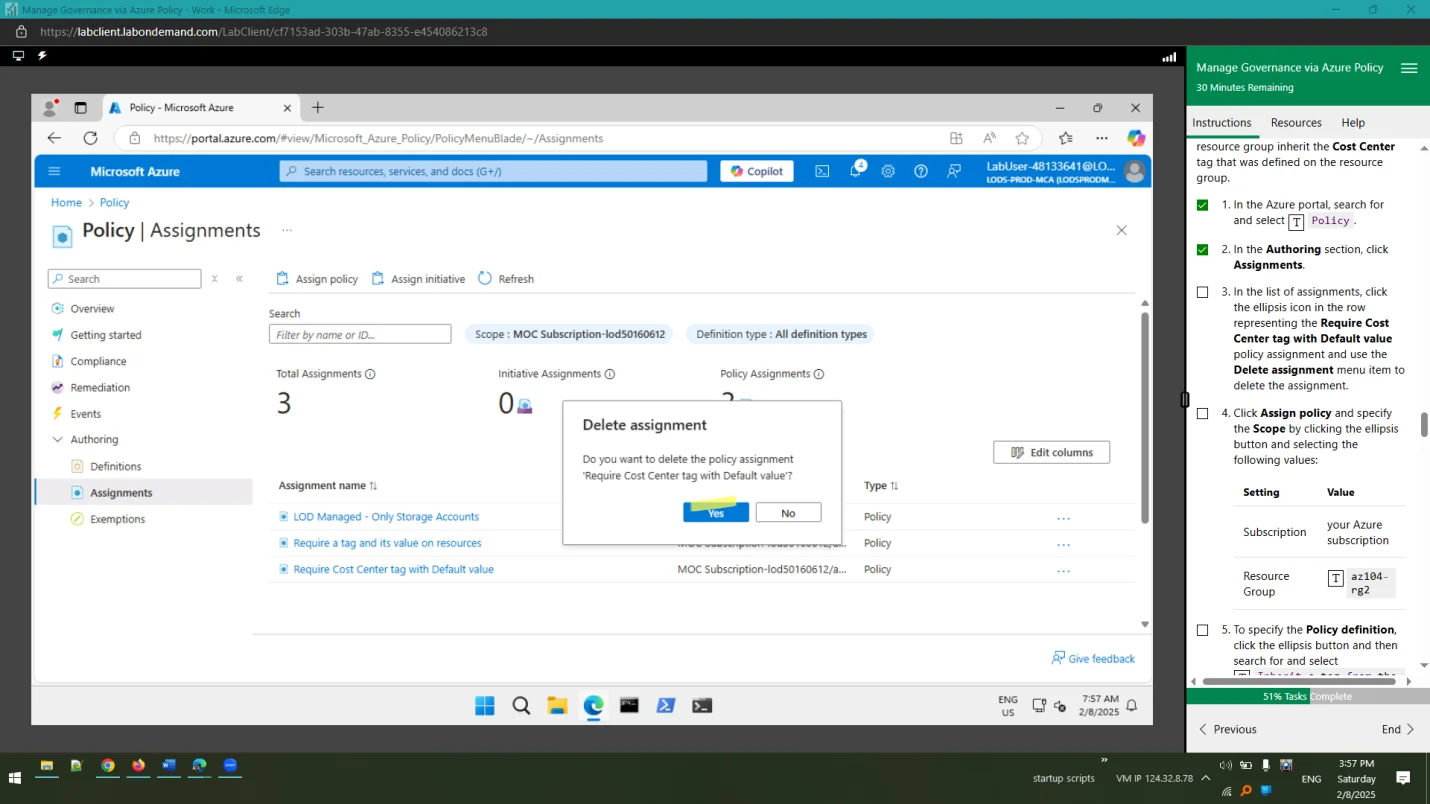 Manage Governance via Azure Policy - Work - Microsoft Edge
https://labclient.labondemand.com/LabClient/cf7153ad-303b-47ab-8355-e454086213c8
Policy - Microsoft Azure
https://portal.azure.com/#view/Microsoft_Azure_Policy/PolicyMenuBlade/~/Assignments
Microsoft Azure
Search resources, services, and docs (G+/)
Copilot
4
LabUser-48133641@LO...
LODS-PROD-MCA (LODSPRODM...
Home > Policy
Policy | Assignments
...
Search
Overview
Getting started
Compliance
Remediation
Events
Authoring
Definitions
Assignments
Exemptions
Assign policy
Assign initiative
Refresh
Search
Filter by name or ID...
Scope : MOC Subscription-lod50160612
Definition type : All definition types
Total Assignments
3
Initiative Assignments
0
Policy Assignments
Edit columns
Assignment name
Type
LOD Managed - Only Storage Accounts
Policy
...
Require a tag and its value on resources
MOC Subscription-lod50160612/a...
Policy
...
Require Cost Center tag with Default value
MOC Subscription-lod50160612/a...
Policy
...
Delete assignment
Do you want to delete the policy assignment
'Require Cost Center tag with Default value'?
Yes
No
Give feedback
ENG
US
7:57 AM
2/8/2025
Manage Governance via Azure Policy
30 Minutes Remaining
Instructions
Resources
Help
resource group inherit the Cost Center
tag that was defined on the resource
group.
1. In the Azure portal, search for
and select T Policy .
2. In the Authoring section, click
Assignments.
3. In the list of assignments, click
the ellipsis icon in the row
representing the Require Cost
Center tag with Default value
policy assignment and use the
Delete assignment menu item to
delete the assignment.
4. Click Assign policy and specify
the Scope by clicking the ellipsis
button and selecting the
following values:
Setting
Value
Subscription
your Azure
subscription
Resource
Group
T az104-
rg2
5. To specify the Policy definition,
click the ellipsis button and then
search for and select
Inherit a tag from the
51% Tasks Complete
Previous
End
startup scripts
VM IP 124.32.8.78
ENG
3:57 PM
Saturday
2/8/2025